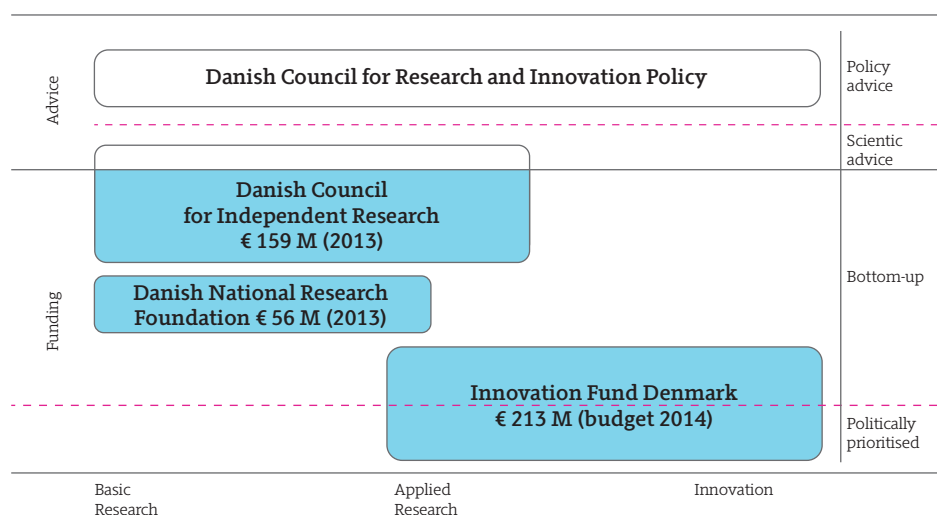 Advice
Danish Council for Research and Innovation Policy
Policy
advice
Scientic
advice
Danish Council
for Independent Research
€ 159 M (2013)
Funding
Danish National Research
Foundation € 56 M (2013)
Bottom-up
Innovation Fund Denmark
€ 213 M (budget 2014)
Politically
prioritised
Basic
Research
Applied
Research
Innovation